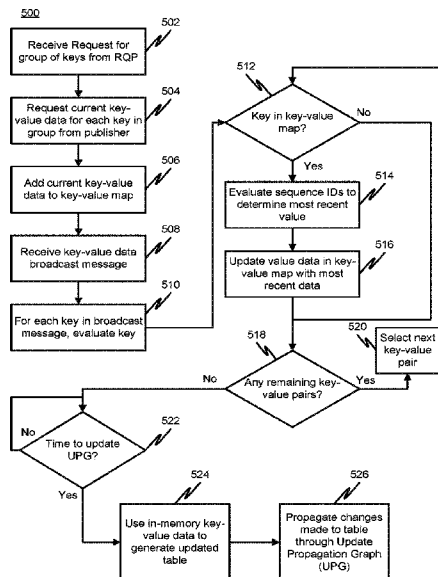 500
502
Receive Request for
group of keys from RQP
504
Request current key-
value data for each key in
group from publisher
506
Add current key-value
data to key-value map
508
Receive key-value data
broadcast message
510
For each key in broadcast
message, evaluate key
512
Key in key-value
map?
No
Yes
514
Evaluate sequence IDs to
determine most recent
value
516
Update value data in key-
value map with most
recent data
518
Any remaining key-
value pairs?
No
Yes
520
Select next
key-value
pair
522
Time to update
UPG?
No
Yes
524
Use in-memory key-
value data to
generate updated
table
526
Propagate changes
made to table
through Update
Propagation Graph
(UPG)